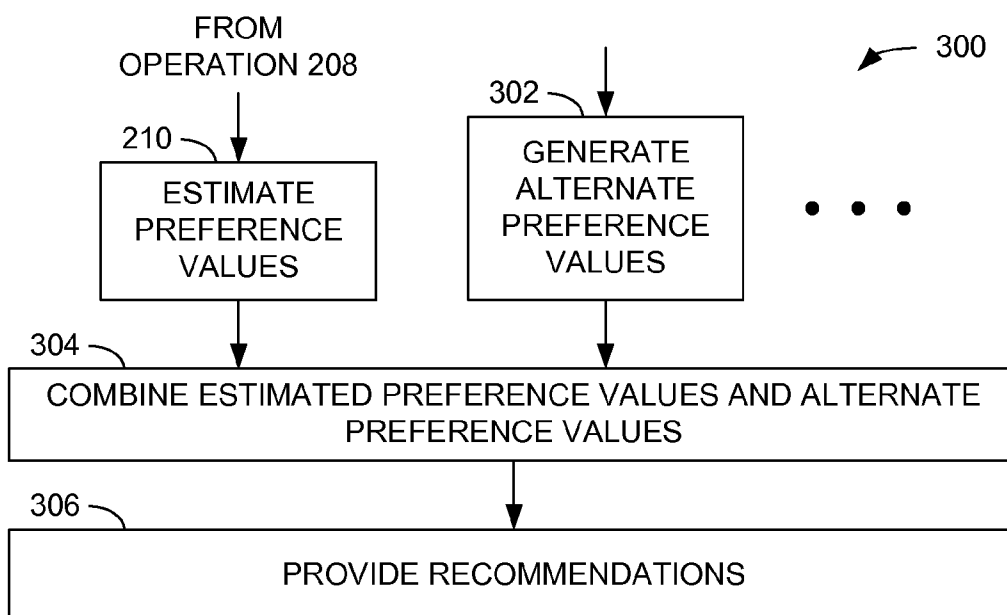 FROM
OPERATION 208
300
210
ESTIMATE
PREFERENCE
VALUES
302
GENERATE
ALTERNATE
PREFERENCE
VALUES
304
COMBINE ESTIMATED PREFERENCE VALUES AND ALTERNATE
PREFERENCE VALUES
306
PROVIDE RECOMMENDATIONS